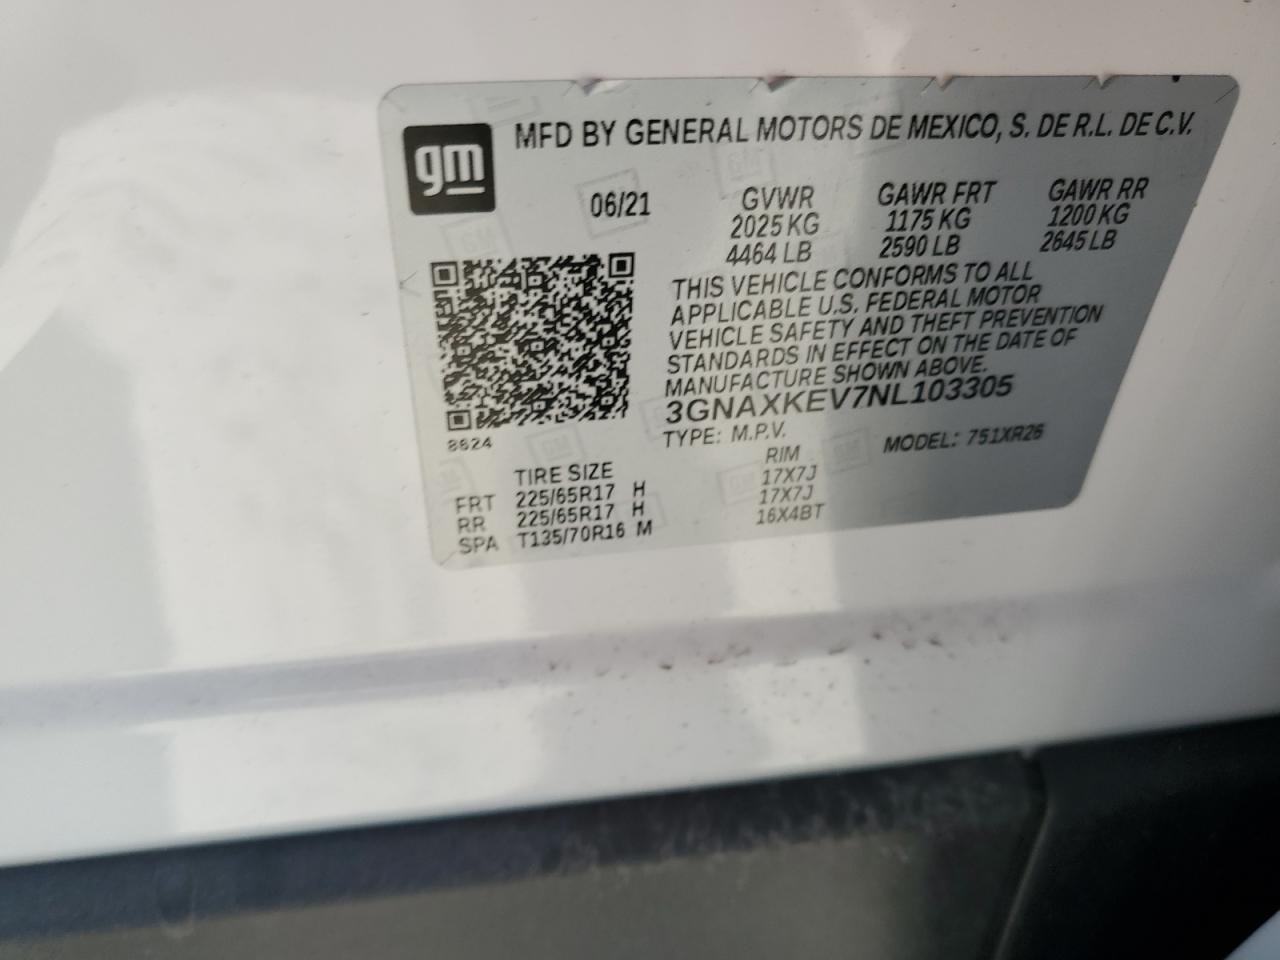 gm
MFD BY GENERAL MOTORS DE MEXICO, S. DE R.L. DE C.V.
06/21
GVWR
2025 KG
4464 LB
GAWR FRT
1175 KG
2590 LB
GAWR RR
1200 KG
2645 LB
THIS VEHICLE CONFORMS TO ALL
APPLICABLE U.S. FEDERAL MOTOR
VEHICLE SAFETY AND THEFT PREVENTION
STANDARDS IN EFFECT ON THE DATE OF
MANUFACTURE SHOWN ABOVE.
3GNAXKEV7NL103305
TYPE: M.P.V. MODEL: 751XR26
8624
TIRE SIZE RIM
FRT 225/65R17 H 17X7J
RR 225/65R17 H 17X7J
SPA T135/70R16 M 16X4BT